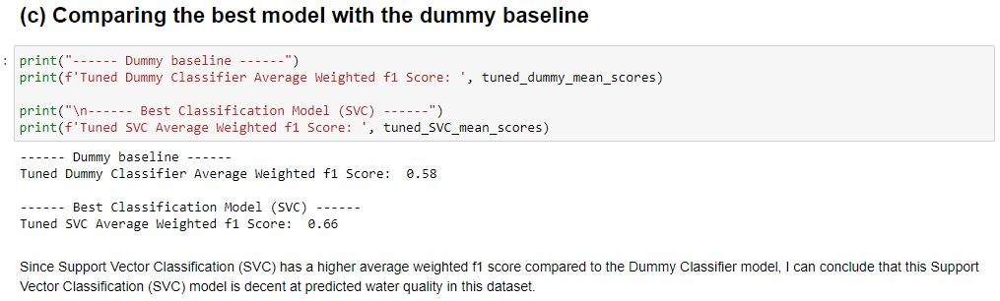 (c) Comparing the best model with the dummy baseline
: print("------ Dummy baseline ------")
print(f'Tuned Dummy Classifier Average Weighted f1 Score: ', tuned_dummy_mean_scores)
print("\n------ Best Classification Model (SVC) ------")
print(f'Tuned SVC Average Weighted f1 Score: ', tuned_SVC_mean_scores)
------ Dummy baseline ------
Tuned Dummy Classifier Average Weighted f1 Score:  0.58
------ Best Classification Model (SVC) ------
Tuned SVC Average Weighted f1 Score:  0.66
Since Support Vector Classification (SVC) has a higher average weighted f1 score compared to the Dummy Classifier model, I can conclude that this Support
Vector Classification (SVC) model is decent at predicted water quality in this dataset.